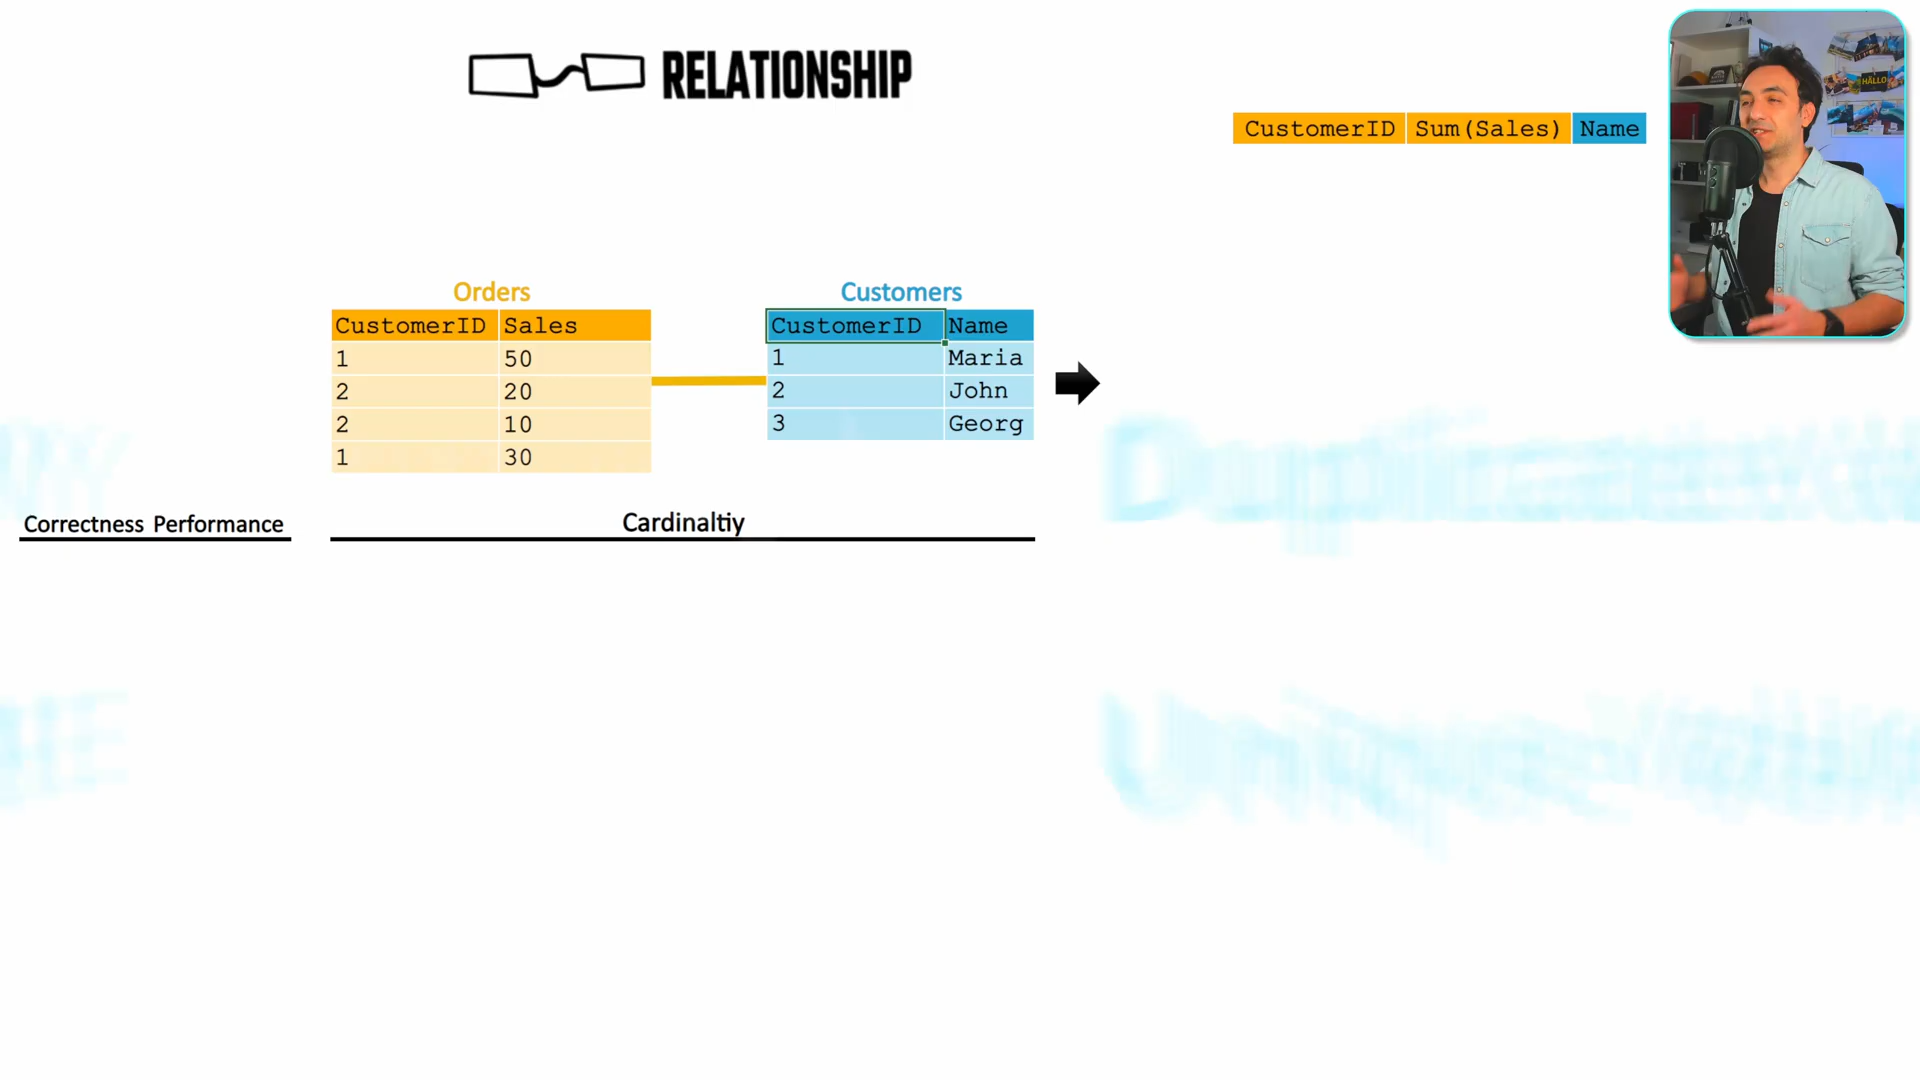 RELATIONSHIP
CustomerID Sum(Sales) Name
HALLO
Orders
CustomerID Sales
1 50
2 20
2 10
1 30
Customers
CustomerID Name
1 Maria
2 John
3 Georg
Correctness Performance
Cardinaltiy